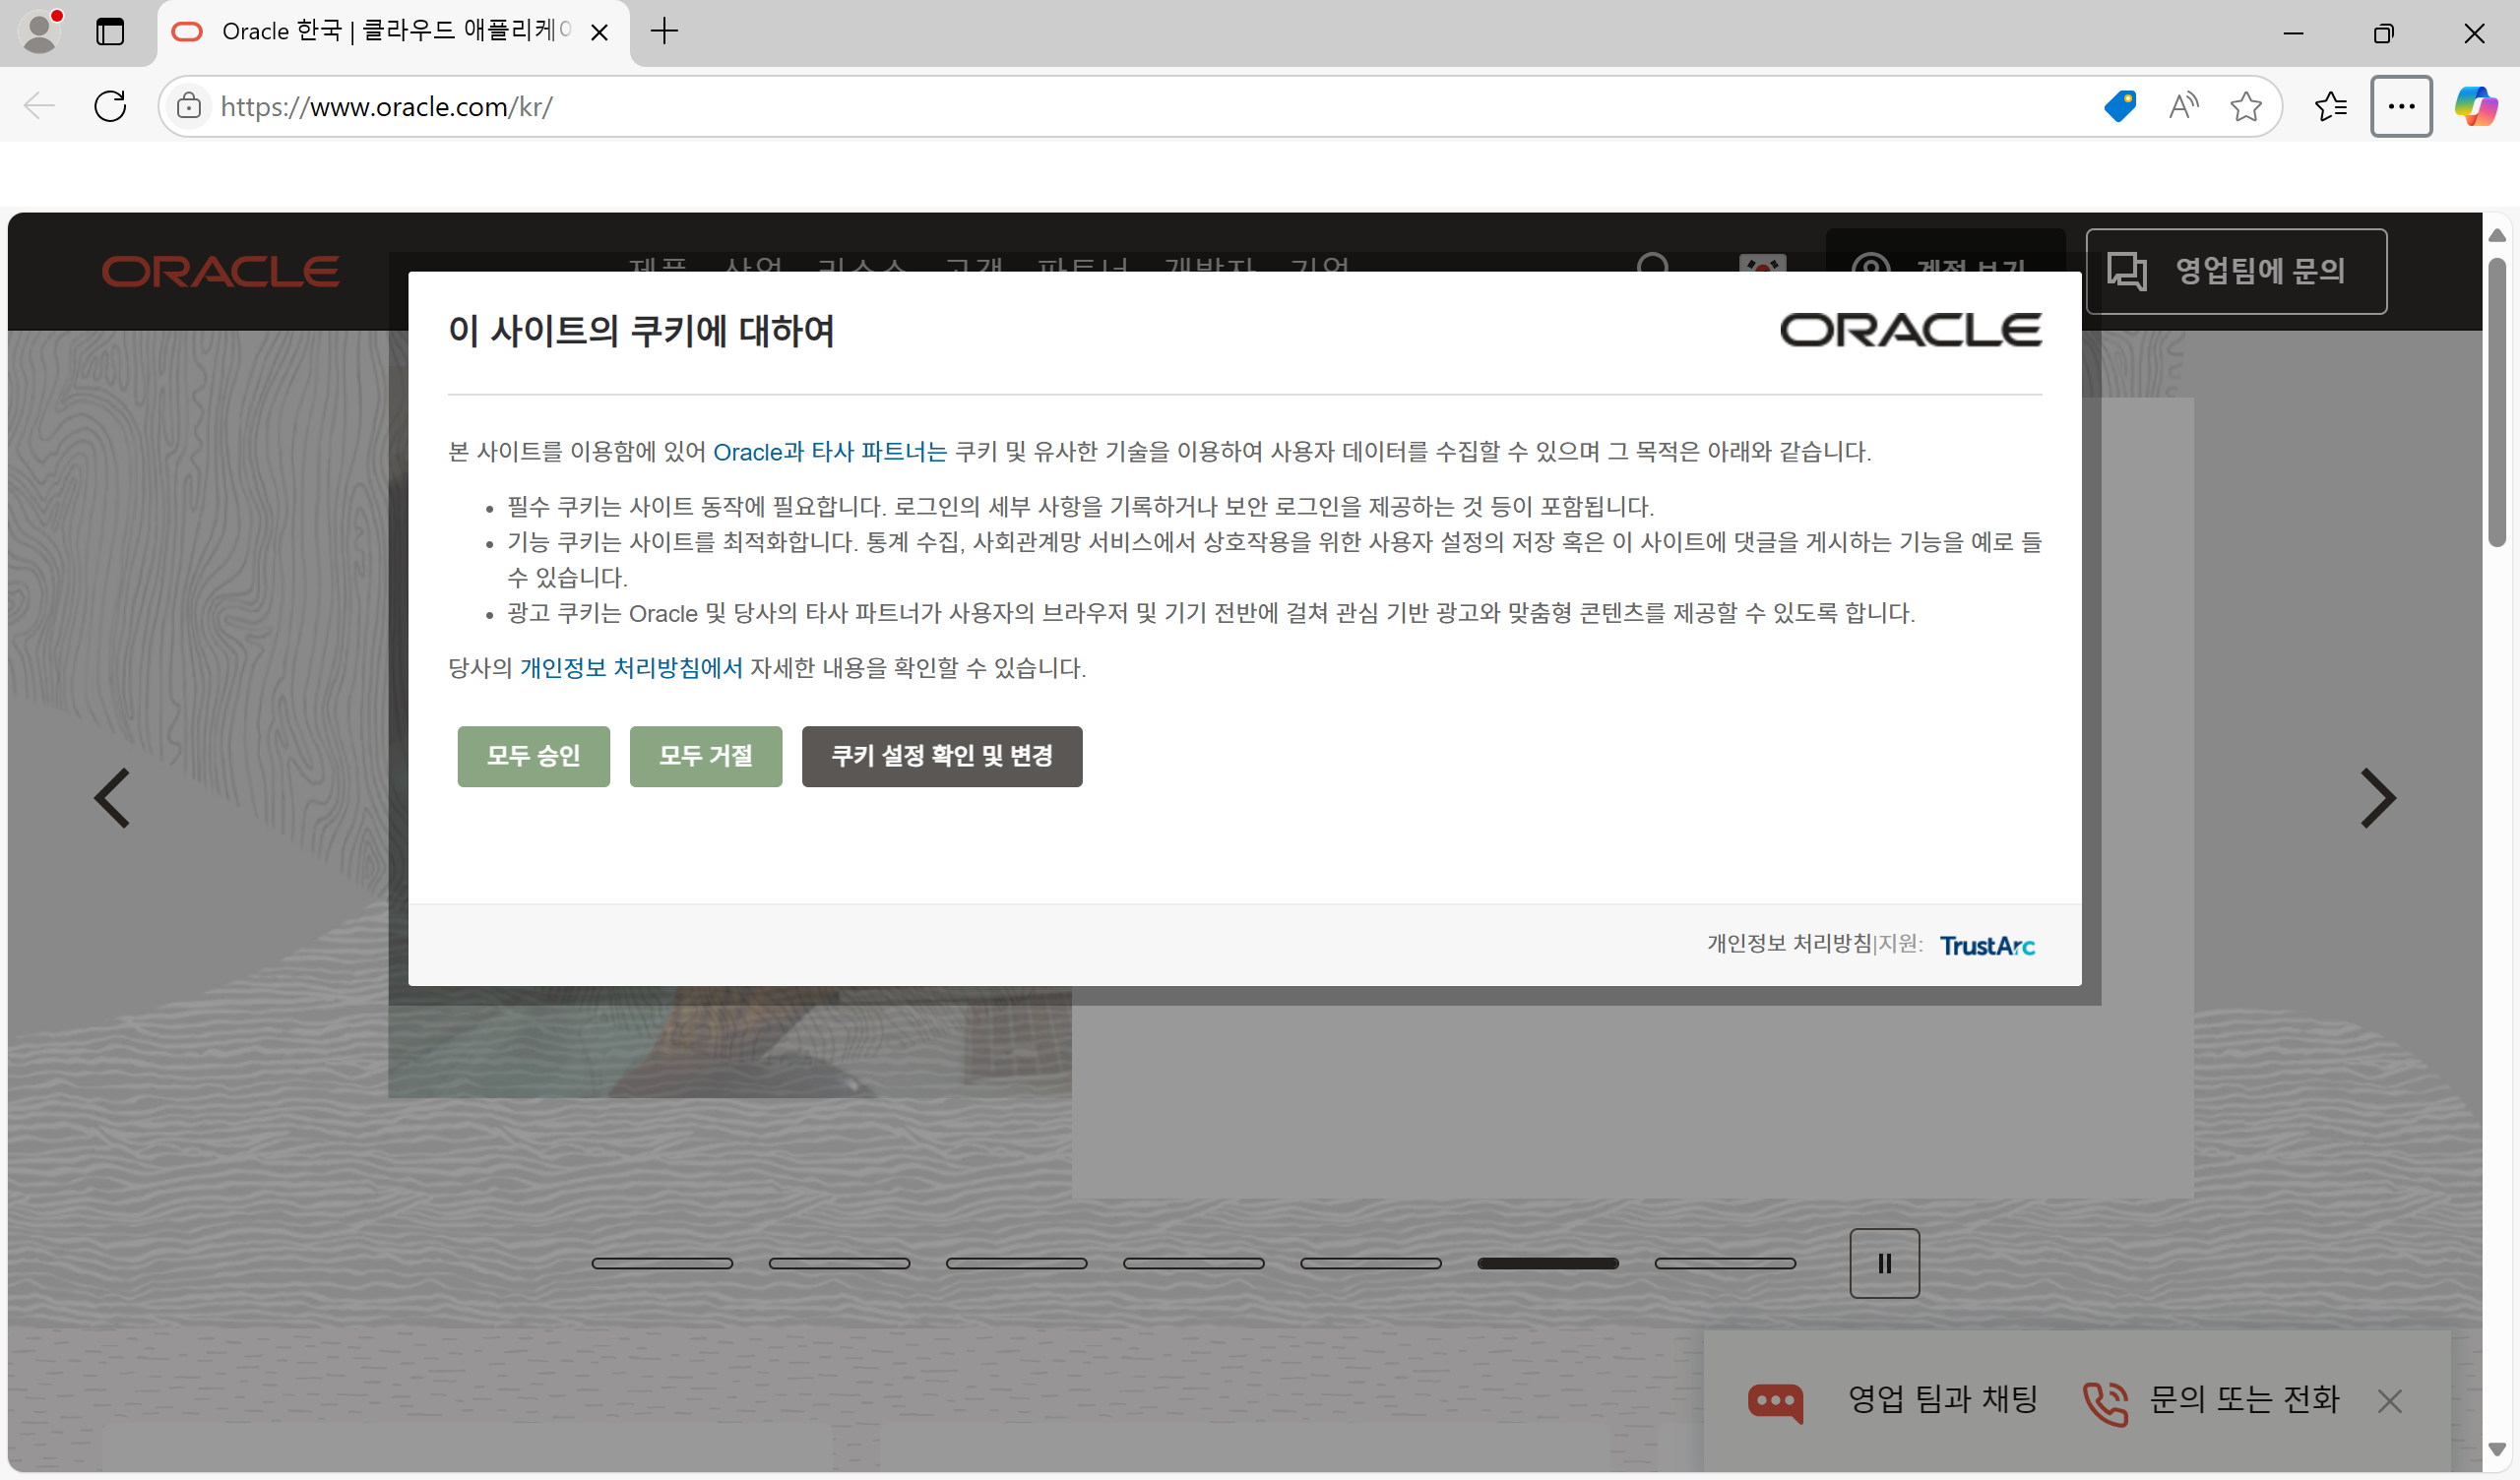 Oracle 한국 | 클라우드 애플리케이
https://www.oracle.com/kr/
ORACLE
제품 사업 리소스 고객 파트너 개발자 기업
계정 보기
영업팀에 문의
이 사이트의 쿠키에 대하여
ORACLE
본 사이트를 이용함에 있어 Oracle과 타사 파트너는 쿠키 및 유사한 기술을 이용하여 사용자 데이터를 수집할 수 있으며 그 목적은 아래와 같습니다.
• 필수 쿠키는 사이트 동작에 필요합니다. 로그인의 세부 사항을 기록하거나 보안 로그인을 제공하는 것 등이 포함됩니다.
• 기능 쿠키는 사이트를 최적화합니다. 통계 수집, 사회관계망 서비스에서 상호작용을 위한 사용자 설정의 저장 혹은 이 사이트에 댓글을 게시하는 기능을 예로 들
수 있습니다.
• 광고 쿠키는 Oracle 및 당사의 타사 파트너가 사용자의 브라우저 및 기기 전반에 걸쳐 관심 기반 광고와 맞춤형 콘텐츠를 제공할 수 있도록 합니다.
당사의 개인정보 처리방침에서 자세한 내용을 확인할 수 있습니다.
모두 승인
모두 거절
쿠키 설정 확인 및 변경
개인정보 처리방침|지원: TrustArc
영업 팀과 채팅
문의 또는 전화